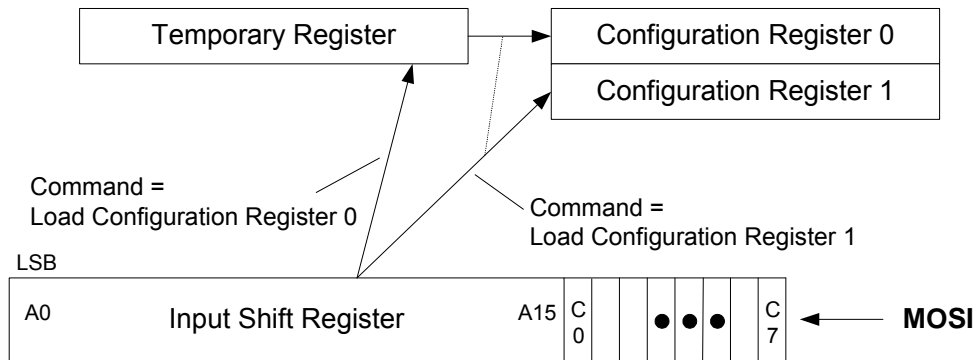 Temporary Register
Configuration Register 0
Configuration Register 1
Command =
Load Configuration Register 0
Command =
Load Configuration Register 1
LSB
A0
Input Shift Register
A15
C
0
C
7
MOSI